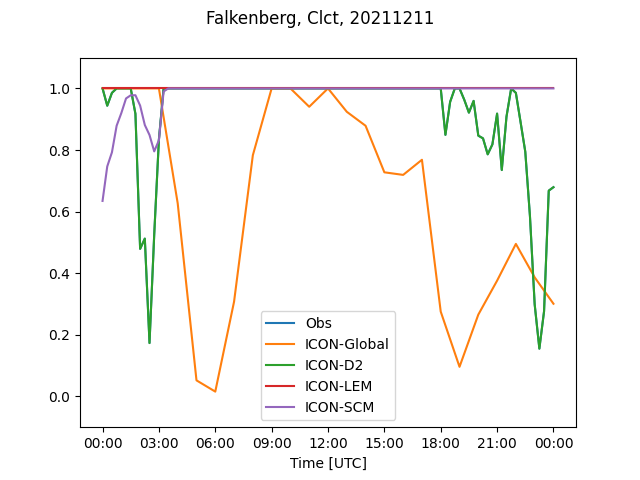 Falkenberg, Clct, 20211211
1.0
0.8
0.6
0.4
0.2
0.0
Obs
ICON-Global
ICON-D2
ICON-LEM
ICON-SCM
00:00 03:00 06:00 09:00 12:00 15:00 18:00 21:00 00:00
Time [UTC]